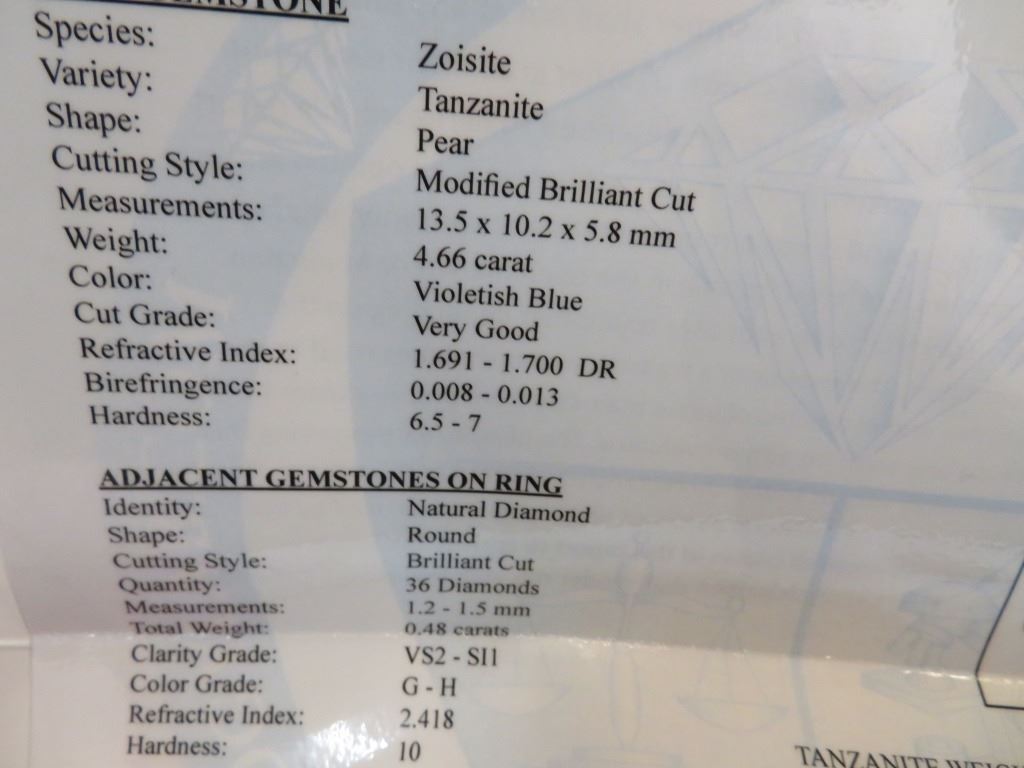 GEMSTONE
Species: Zoisite
Variety: Tanzanite
Shape: Pear
Cutting Style: Modified Brilliant Cut
Measurements: 13.5 x 10.2 x 5.8 mm
Weight: 4.66 carat
Color: Violetish Blue
Cut Grade: Very Good
Refractive Index: 1.691 - 1.700 DR
Birefringence: 0.008 - 0.013
Hardness: 6.5 - 7
ADJACENT GEMSTONES ON RING
Identity: Natural Diamond
Shape: Round
Cutting Style: Brilliant Cut
Quantity: 36 Diamonds
Measurements: 1.2 - 1.5 mm
Total Weight: 0.48 carats
Clarity Grade: VS2 - SI1
Color Grade: G - H
Refractive Index: 2.418
Hardness: 10
TANZANITE